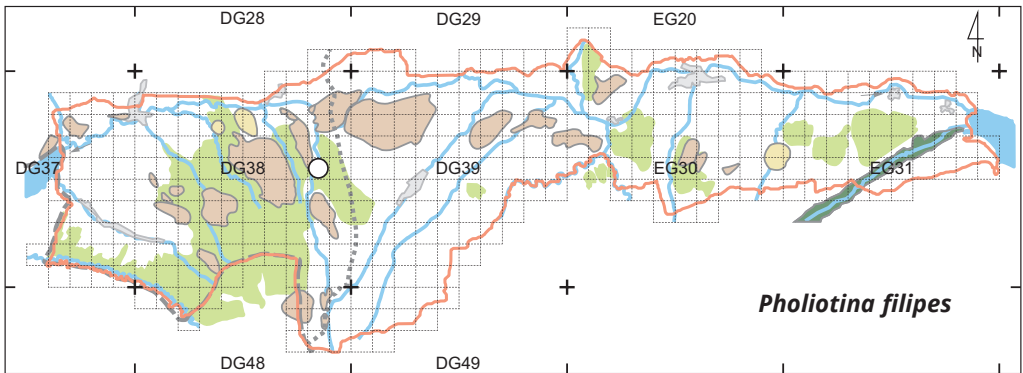 DG28 DG29 EG20
N
DG37 DG38 DG39 EG30 EG31
Pholiotina filipes
DG48 DG49